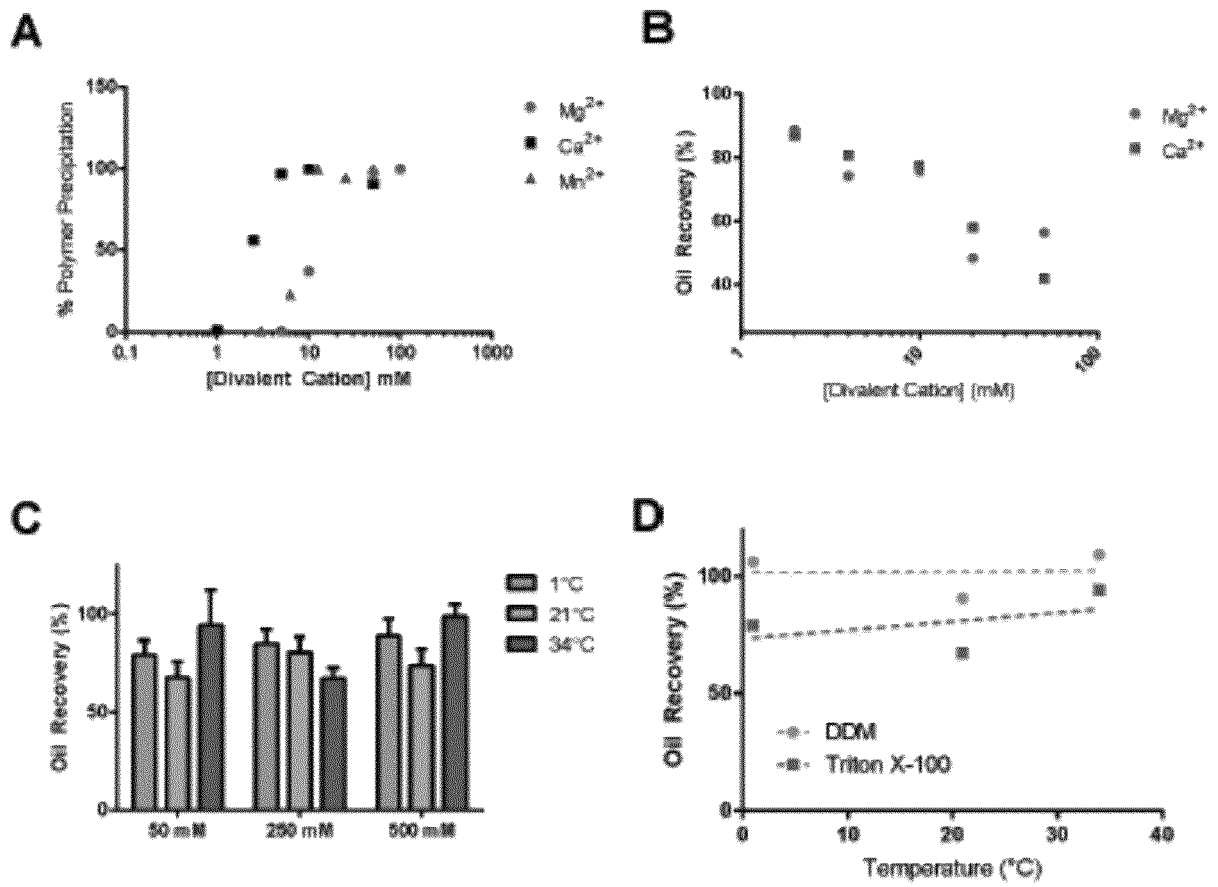 A
150
100
50
0
% Polymer Precipitation
0.1 1 10 100 1000
[Divalent Cation] mM
Mg2+
Ca2+
Mn2+
B
100
80
60
40
Oil Recovery (%)
1 10 100
[Divalent Cation] (mM)
Mg2+
Ca2+
C
100
50
0
Oil Recovery (%)
50 mM 250 mM 500 mM
1°C
21°C
34°C
D
100
50
0
Oil Recovery (%)
DDM
Triton X-100
0 10 20 30 40
Temperature (°C)